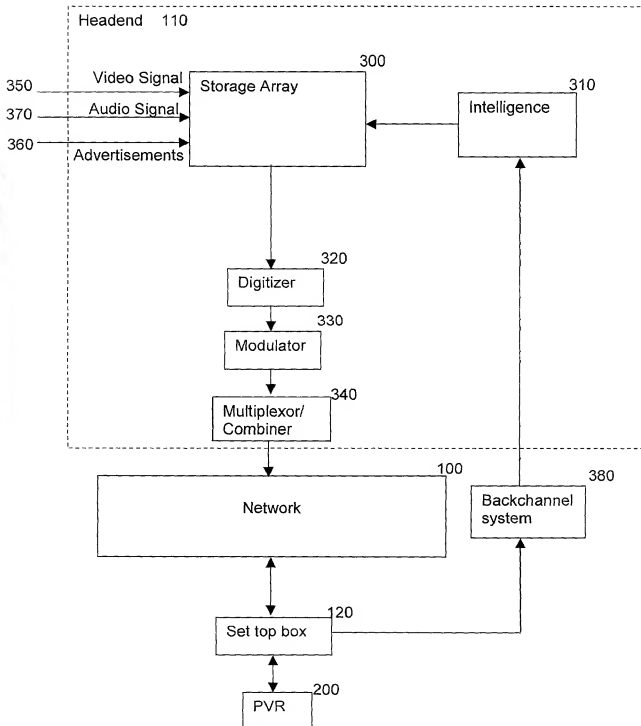 Headend 110
300
350
Video Signal
Storage Array
310
370
Audio Signal
Intelligence
360
Advertisements
320
Digitizer
330
Modulator
340
Multiplexor/
Combiner
100
380
Network
Backchannel
system
120
Set top box
200
PVR